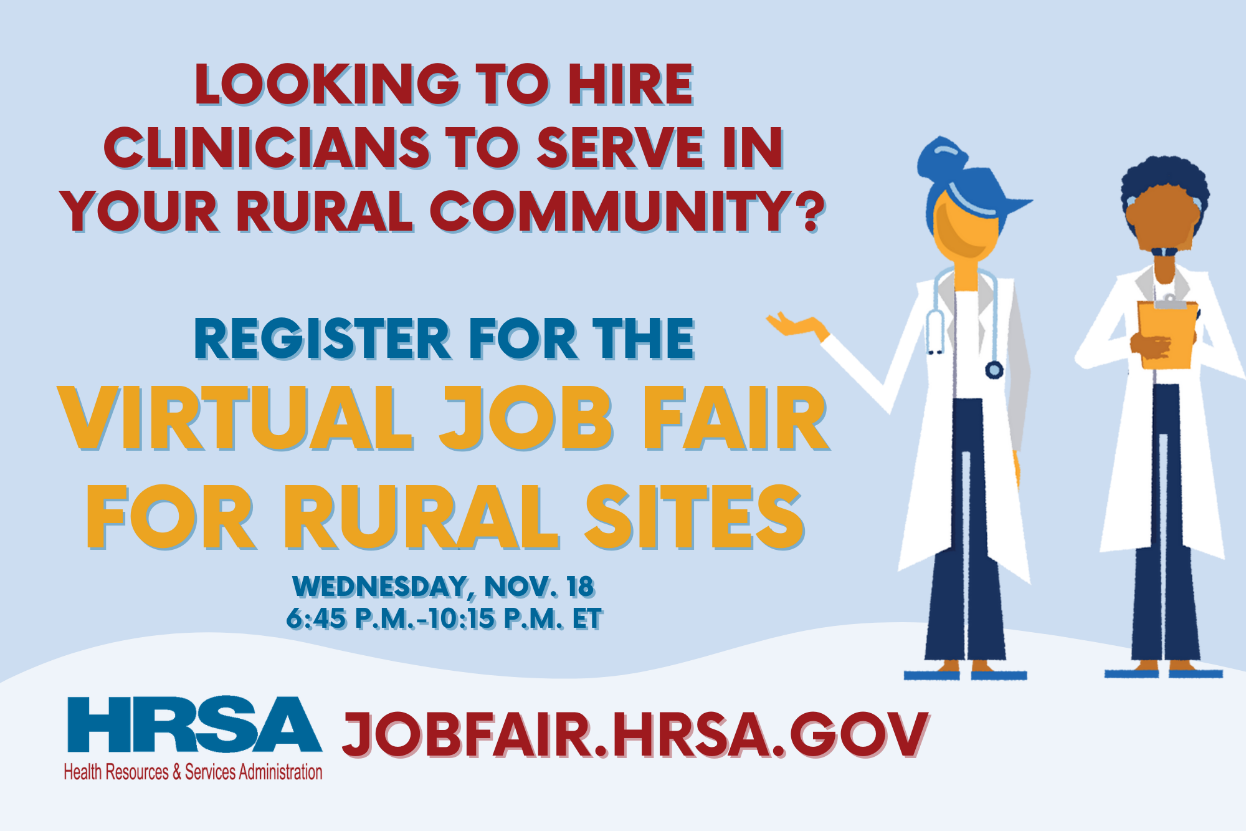 LOOKING TO HIRE
CLINICIANS TO SERVE IN
YOUR RURAL COMMUNITY?
REGISTER FOR THE
VIRTUAL JOB FAIR
FOR RURAL SITES
WEDNESDAY, NOV. 18
6:45 P.M.-10:15 P.M. ET
HRSA
Health Resources & Services Administration
JOBFAIR.HRSA.GOV